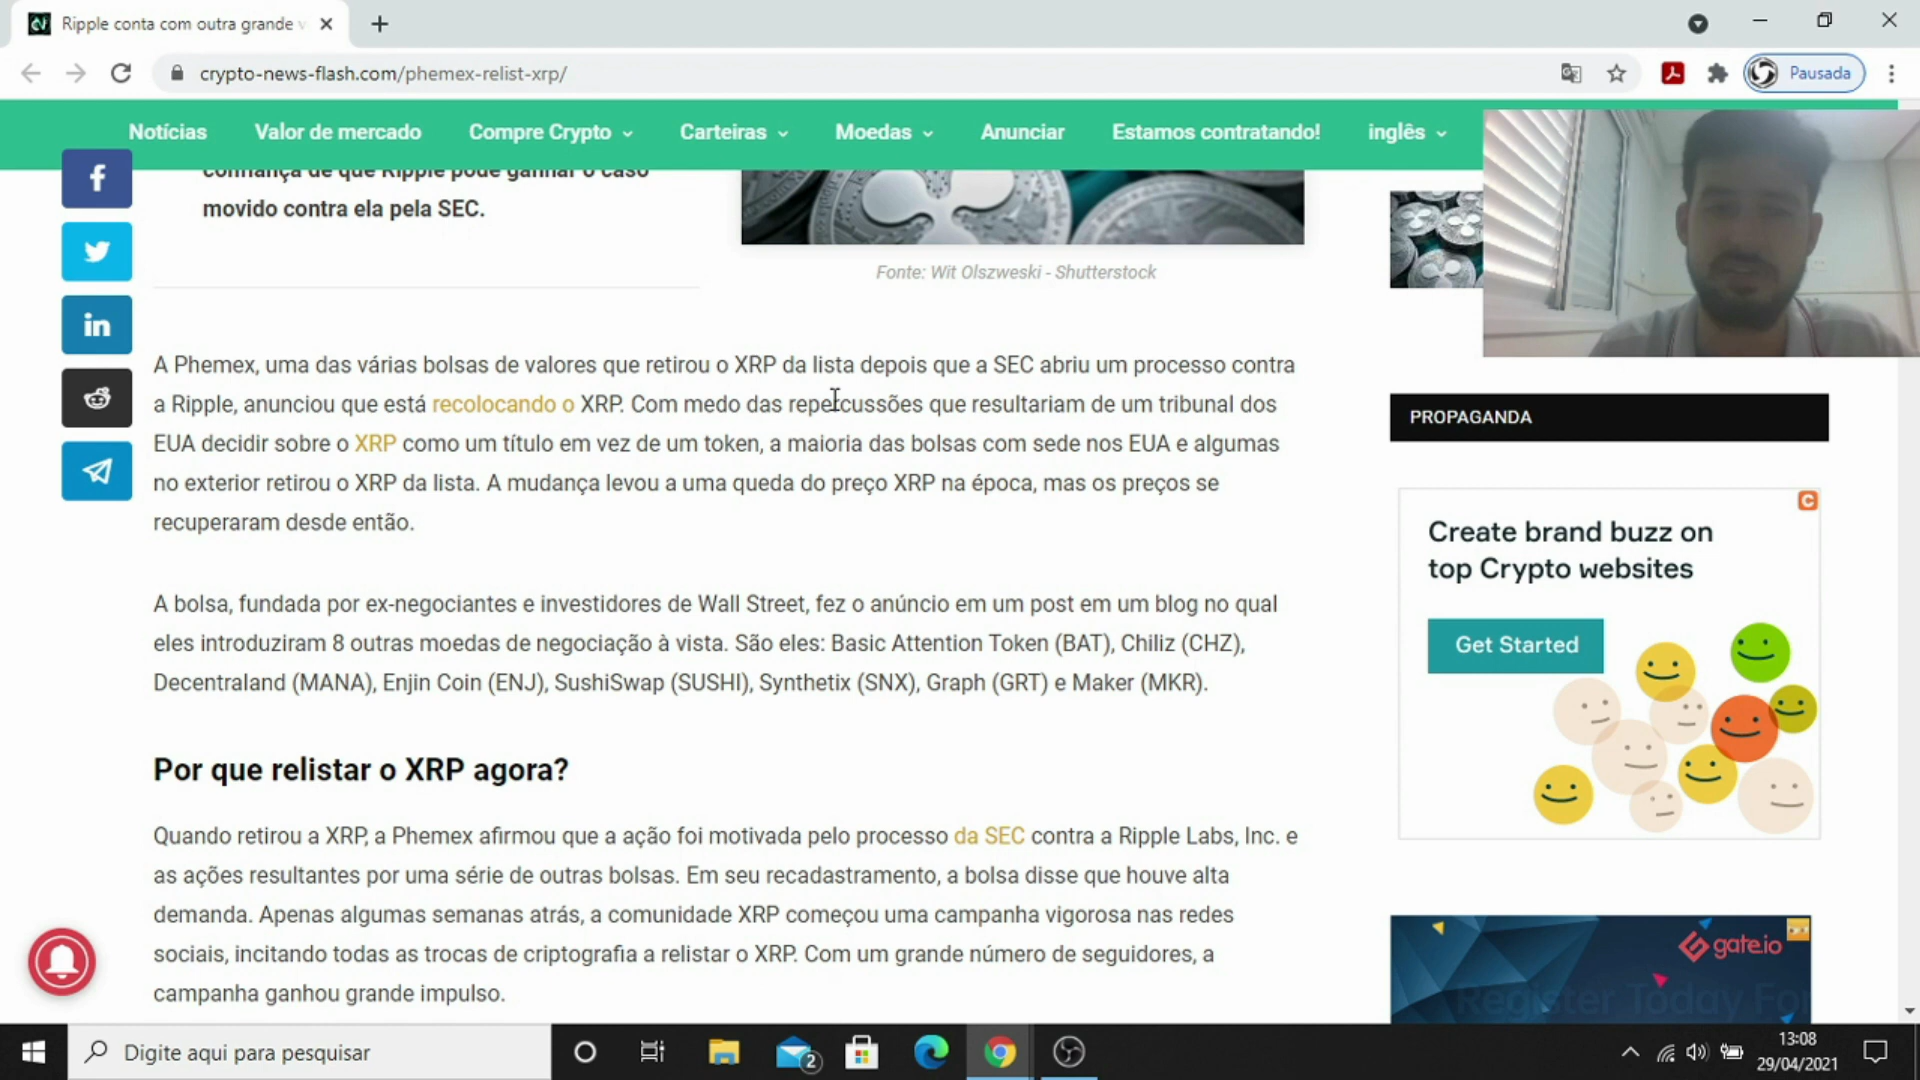 Ripple conta com outra grande v
crypto-news-flash.com/phemex-relist-xrp/
Pausada
Notícias Valor de mercado Compre Crypto Carteiras Moedas Anunciar Estamos contratando! inglês
confiança de que Ripple pode ganhar o caso
movido contra ela pela SEC.
Fonte: Wit Olszweski - Shutterstock
A Phemex, uma das várias bolsas de valores que retirou o XRP da lista depois que a SEC abriu um processo contra
a Ripple, anunciou que está recolocando o XRP. Com medo das repercussões que resultariam de um tribunal dos
EUA decidir sobre o XRP como um título em vez de um token, a maioria das bolsas com sede nos EUA e algumas
no exterior retirou o XRP da lista. A mudança levou a uma queda do preço XRP na época, mas os preços se
recuperaram desde então.
A bolsa, fundada por ex-negociantes e investidores de Wall Street, fez o anúncio em um post em um blog no qual
eles introduziram 8 outras moedas de negociação à vista. São eles: Basic Attention Token (BAT), Chiliz (CHZ),
Decentraland (MANA), Enjin Coin (ENJ), SushiSwap (SUSHI), Synthetix (SNX), Graph (GRT) e Maker (MKR).
Por que relistar o XRP agora?
Quando retirou a XRP, a Phemex afirmou que a ação foi motivada pelo processo da SEC contra a Ripple Labs, Inc. e
as ações resultantes por uma série de outras bolsas. Em seu recadastramento, a bolsa disse que houve alta
demanda. Apenas algumas semanas atrás, a comunidade XRP começou uma campanha vigorosa nas redes
sociais, incitando todas as trocas de criptografia a relistar o XRP. Com um grande número de seguidores, a
campanha ganhou grande impulso.
PROPAGANDA
Create brand buzz on
top Crypto websites
Get Started
gate.io
Register Today For
Digite aqui para pesquisar
2
13:08
29/04/2021